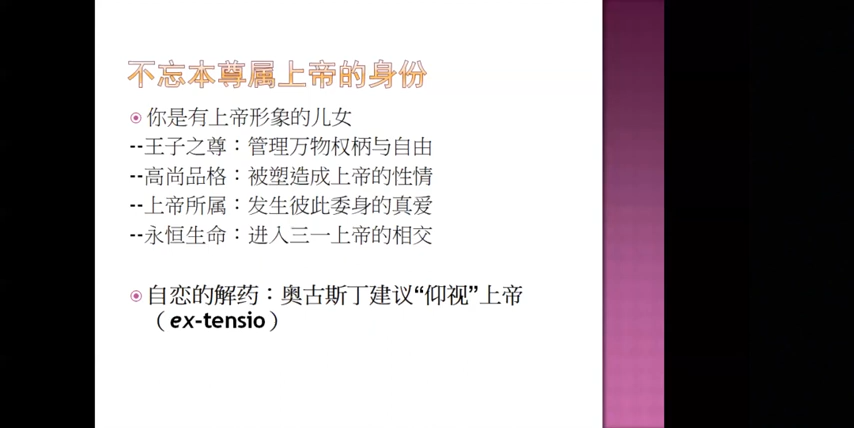 不忘本尊属上帝的身份
你是有上帝形象的儿女
--王子之尊：管理万物权柄与自由
--高尚品格：被塑造成上帝的性情
--上帝所属：发生彼此委身的真爱
--永恒生命：进入三一上帝的相交
自恋的解药：奥古斯丁建议“仰视”上帝
（ex-tensio）